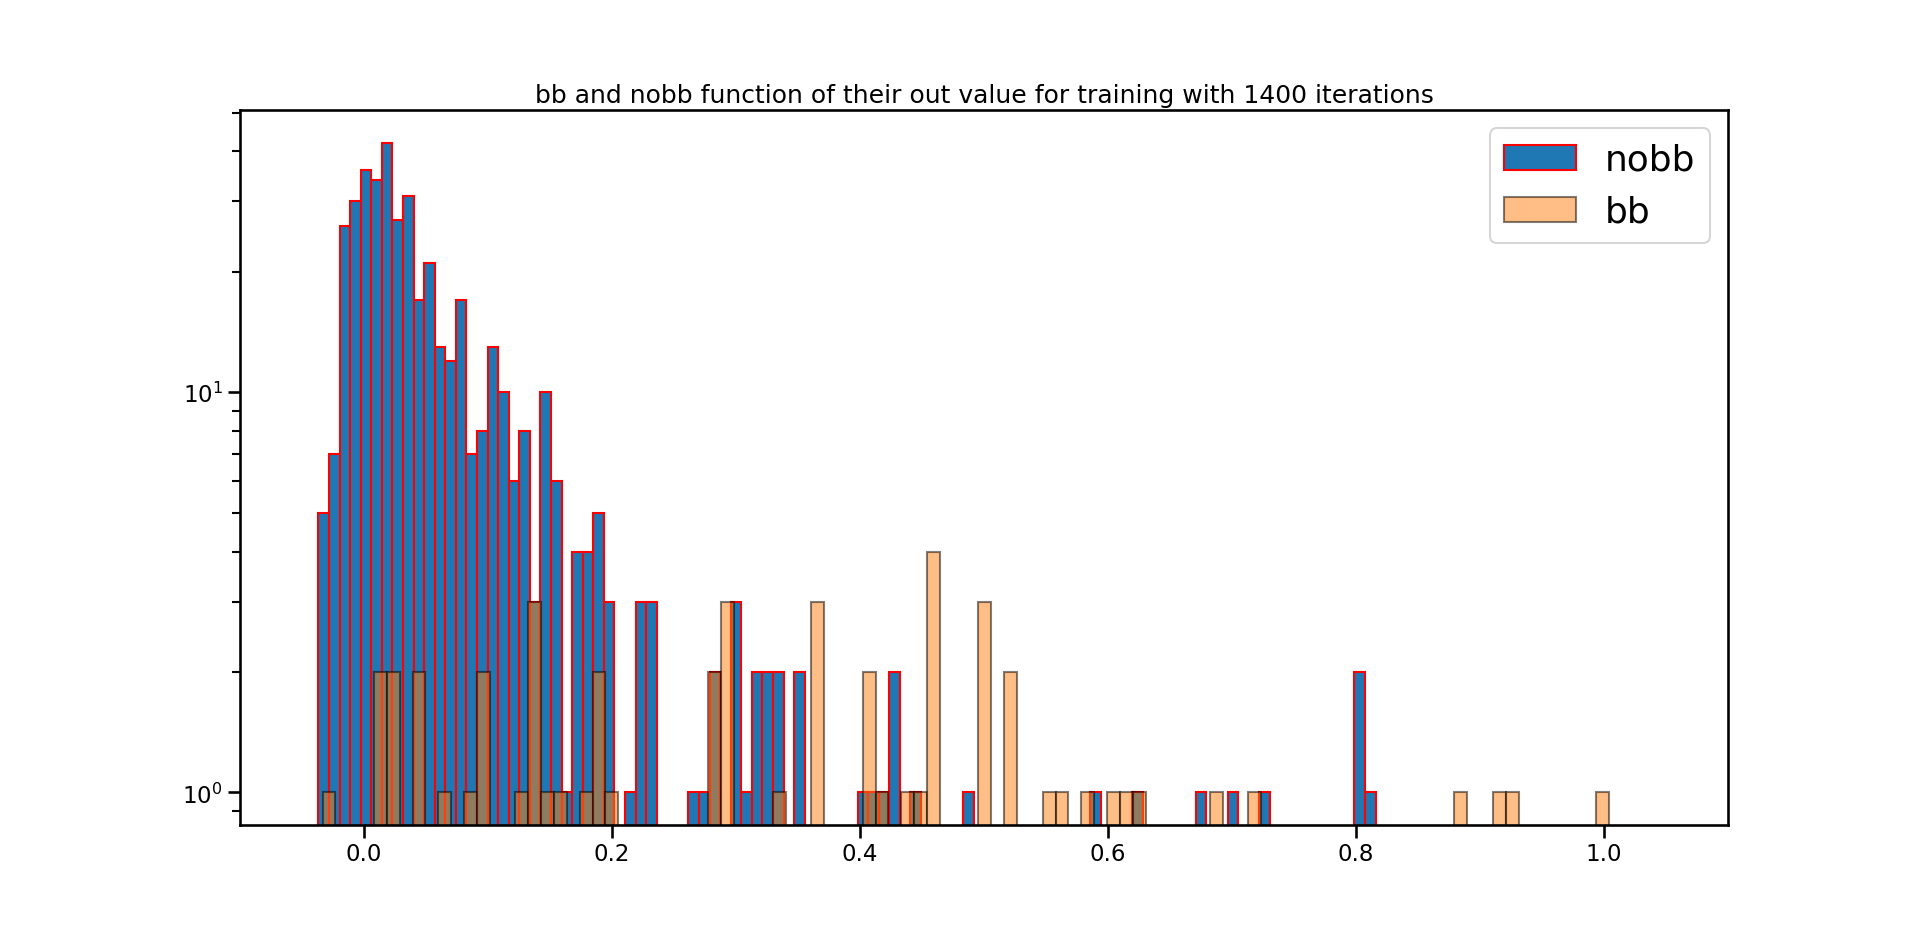 bb and nobb function of their out value for training with 1400 iterations
nobb
bb
10¹
10⁰
0.0 0.2 0.4 0.6 0.8 1.0